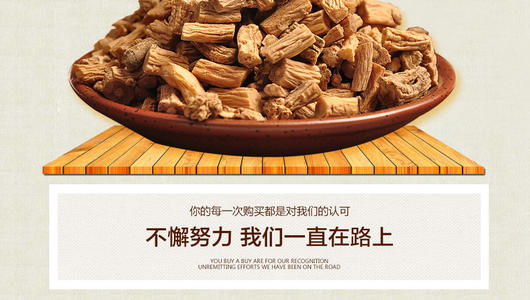 你的每一次购买都是对我们的认可
不懈努力 我们一直在路上
YOU BUY A BUY ARE FOR OUR RECOGNITION
UNREMITTING EFFORTS WE HAVE BEEN ON THE ROAD